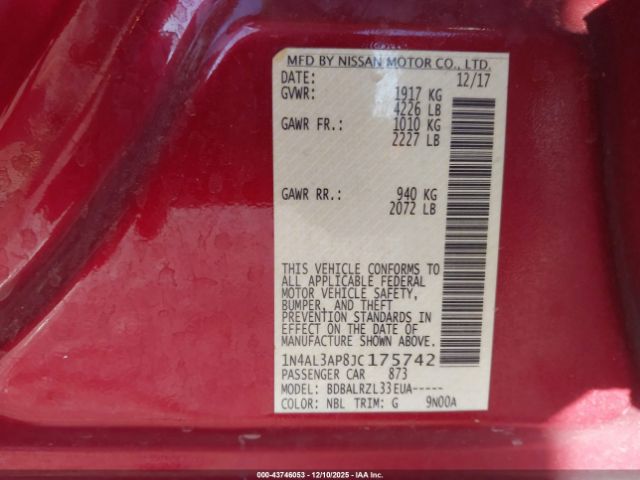 MFD BY NISSAN MOTOR CO., LTD.
DATE: 12/17
GVWR: 1917 KG
4226 LB
GAWR FR.: 1010 KG
2227 LB
GAWR RR.: 940 KG
2072 LB
THIS VEHICLE CONFORMS TO
ALL APPLICABLE FEDERAL
MOTOR VEHICLE SAFETY,
BUMPER, AND THEFT
PREVENTION STANDARDS IN
EFFECT ON THE DATE OF
MANUFACTURE SHOWN ABOVE.
1N4AL3AP8JC175742
PASSENGER CAR 873
MODEL: BDBALRZL33EUA-----
COLOR: NBL TRIM: G 9N00A
000-43746053 - 12/10/2025 - IAA Inc.